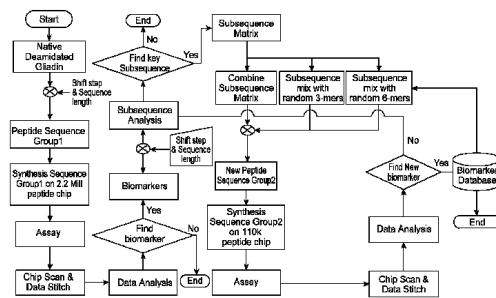 Start
Native
Deamidated
Gliadin
Shift step
& Sequence
length
Peptide Sequence
Group1
Synthesis Sequence
Group1 on 2.2 Mill
peptide chip
Assay
Chip Scan &
Data Stitch
End
No
Find key
Subsequence
Yes
Subsequence
Analysis
Shift step
& Sequence
length
Biomarkers
Yes
Find
biomarker
No
Data Analysis
End
Subsequence
Matrix
Combine
Subsequence
Matrix
Subsequence
mix with
random 3-mers
Subsequence
mix with
random 6-mers
New Peptide
Sequence Group2
Synthesis
Sequence Group2
on 110k
peptide chip
Assay
Chip Scan &
Data Stitch
Data Analysis
Find New
biomarker
No
Yes
Biomarker
Database
End